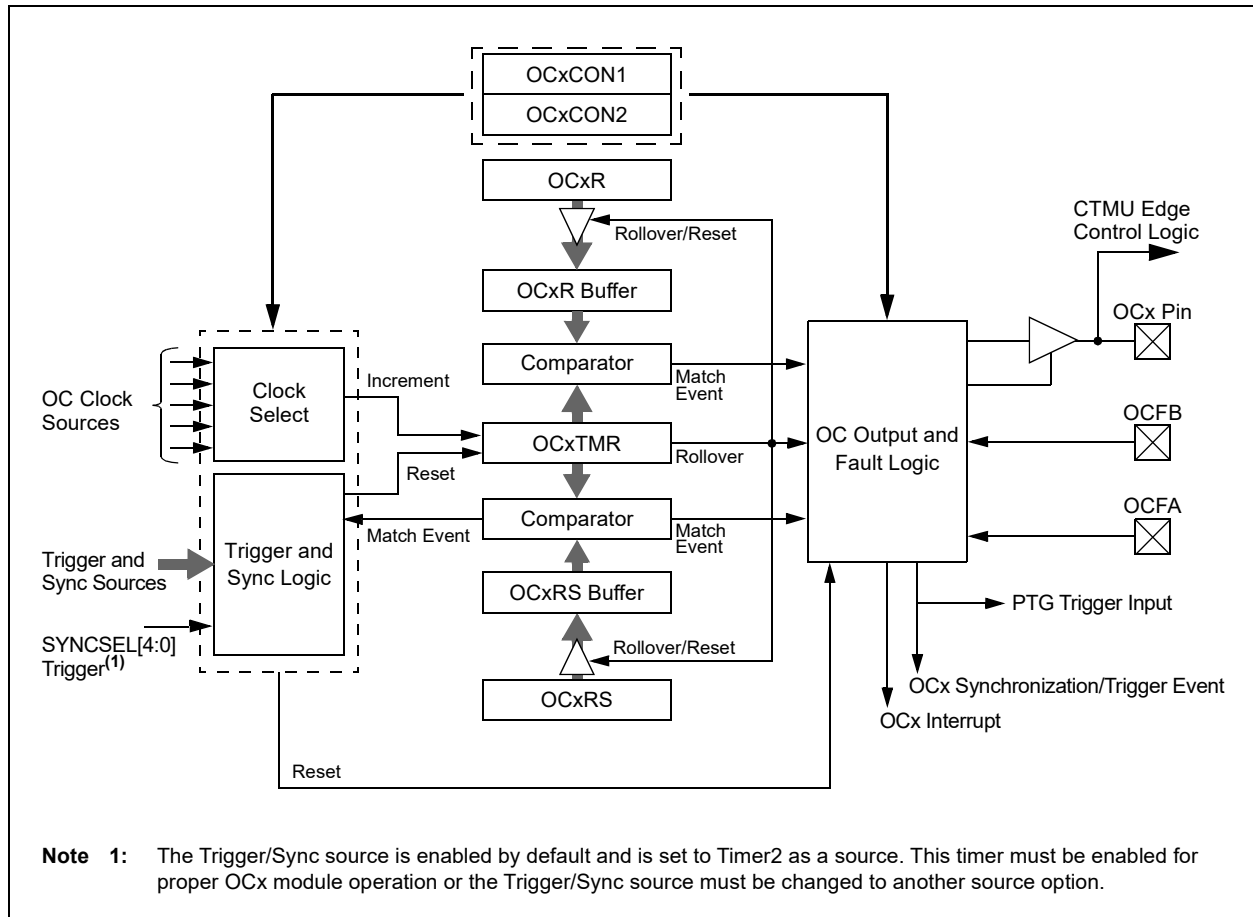 OCxCON1
OCxCON2
OCxR
Rollover/Reset
CTMU Edge
Control Logic
OCxR Buffer
OCx Pin
Comparator
Match
Event
Increment
Clock
Select
OC Clock
Sources
OCxTMR
Rollover
OC Output and
Fault Logic
OCFB
Reset
Comparator
Match Event
Match
Event
OCFA
Trigger and
Sync Logic
Trigger and
Sync Sources
OCxRS Buffer
PTG Trigger Input
SYNCSEL[4:0]
Trigger(1)
Rollover/Reset
OCxRS
OCx Synchronization/Trigger Event
OCx Interrupt
Reset
Note 1: The Trigger/Sync source is enabled by default and is set to Timer2 as a source. This timer must be enabled for
proper OCx module operation or the Trigger/Sync source must be changed to another source option.